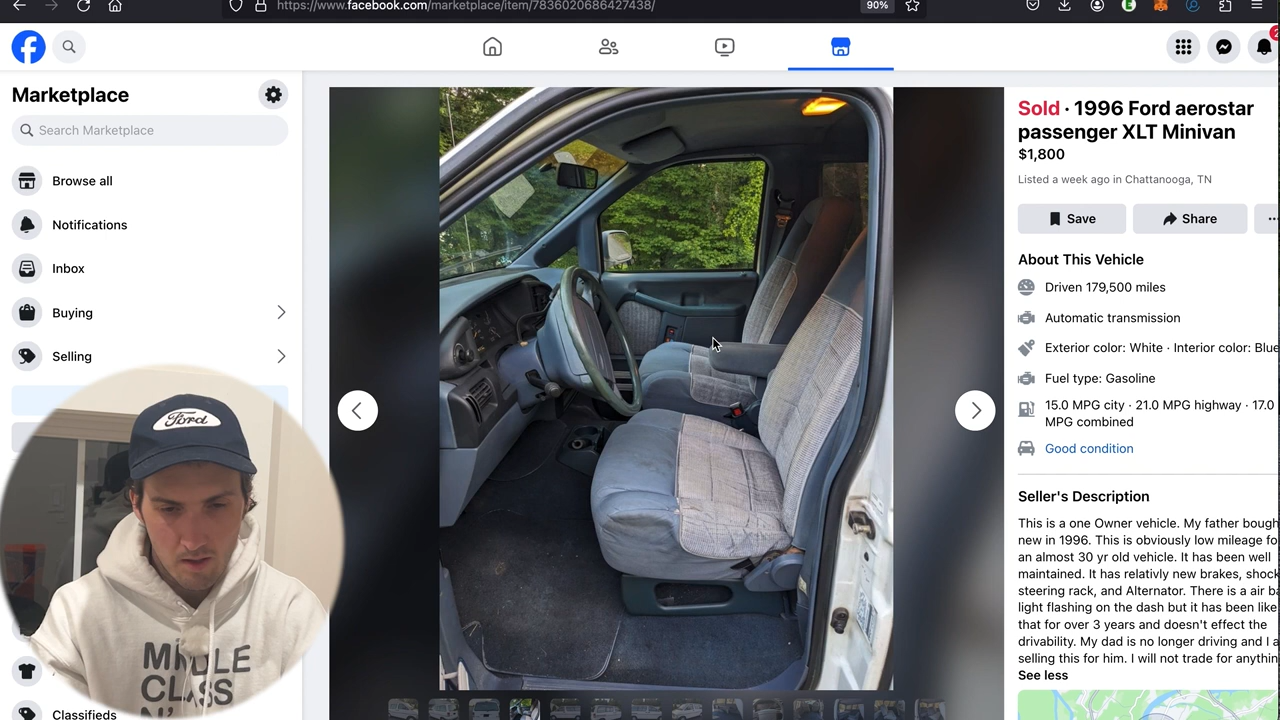 https://www.facebook.com/marketplace/item/7836020686427438/
90%
Marketplace
Search Marketplace
Browse all
Notifications
Inbox
Buying
Selling
Classifieds
Ford
MIDDLE
CLASS
Sold · 1996 Ford aerostar
passenger XLT Minivan
$1,800
Listed a week ago in Chattanooga, TN
Save
Share
About This Vehicle
Driven 179,500 miles
Automatic transmission
Exterior color: White · Interior color: Blue
Fuel type: Gasoline
15.0 MPG city · 21.0 MPG highway · 17.0
MPG combined
Good condition
Seller's Description
This is a one Owner vehicle. My father bough
new in 1996. This is obviously low mileage fo
an almost 30 yr old vehicle. It has been well
maintained. It has relativly new brakes, shock
steering rack, and Alternator. There is a air ba
light flashing on the dash but it has been like
that for over 3 years and doesn't effect the
drivability. My dad is no longer driving and I a
selling this for him. I will not trade for anythin
See less